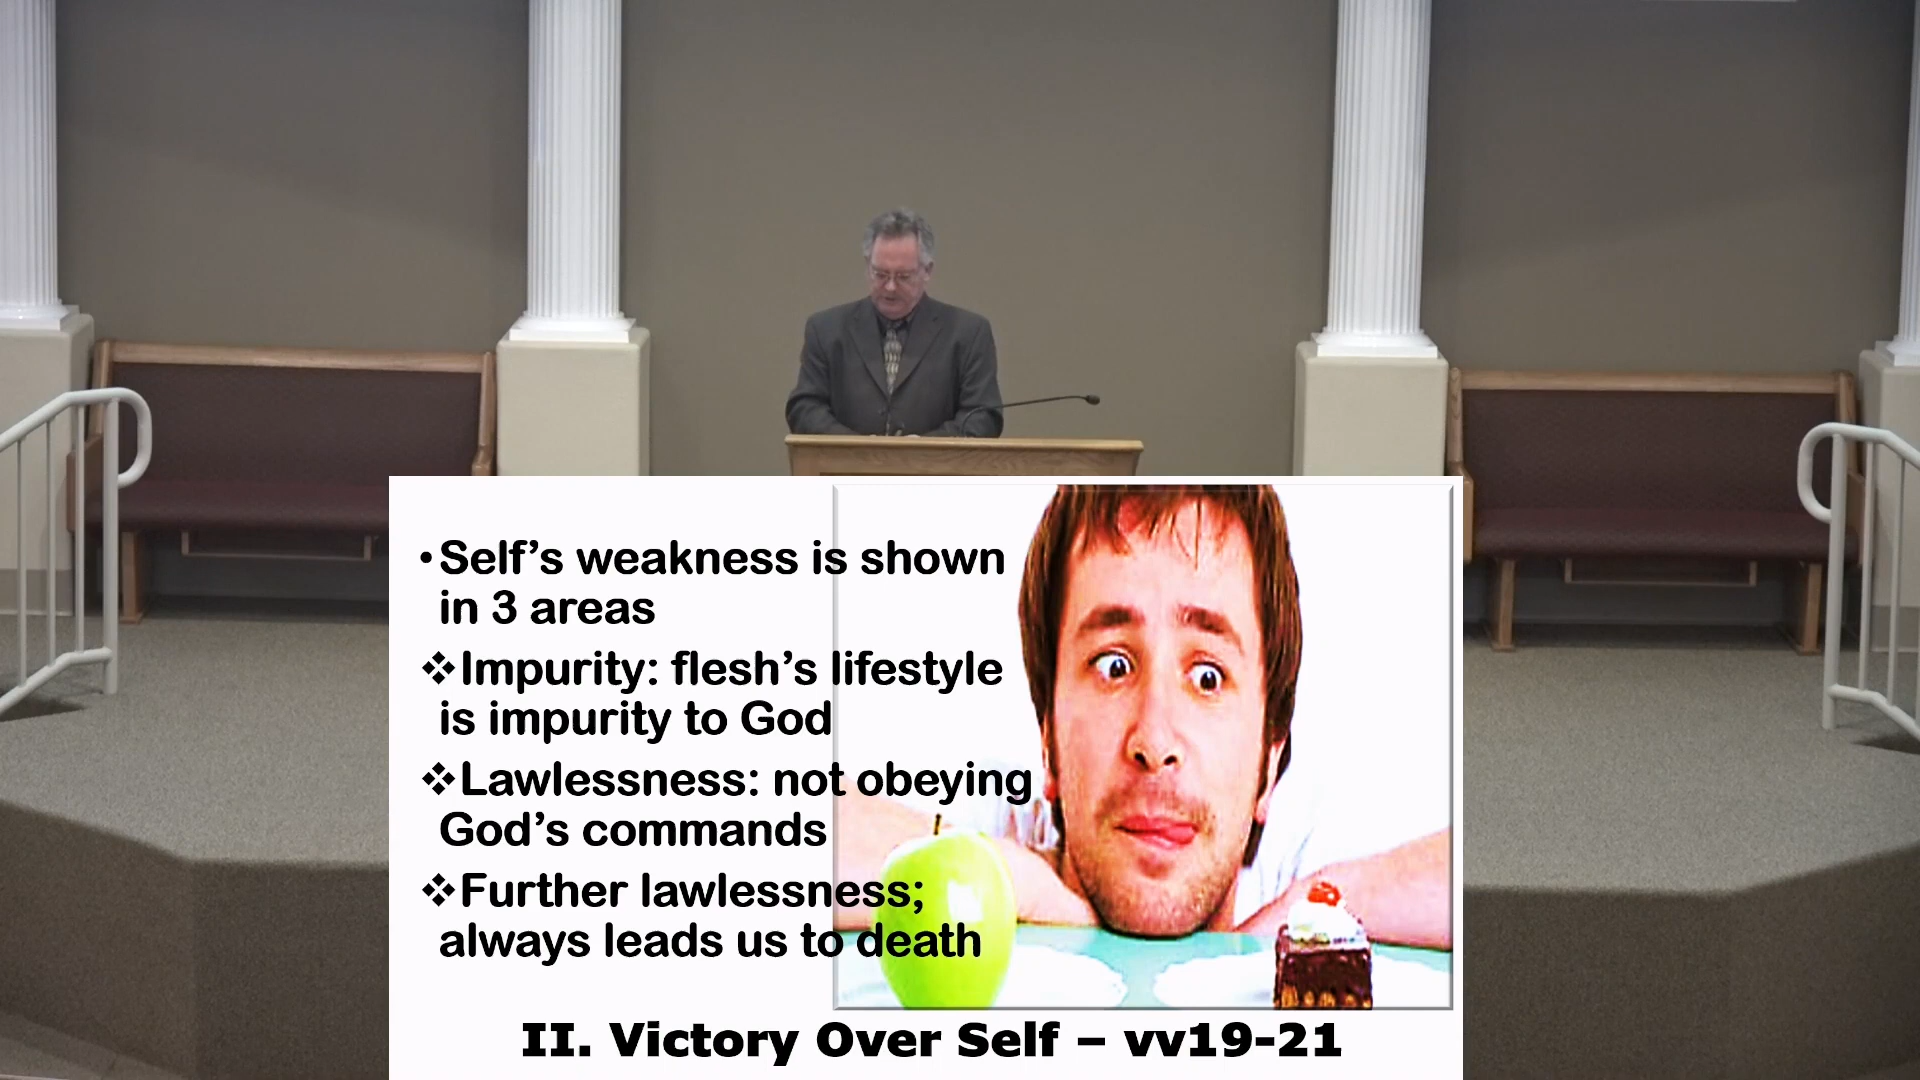 •Self’s weakness is shown
in 3 areas
❖Impurity: flesh’s lifestyle
is impurity to God
❖Lawlessness: not obeying
God’s commands
❖Further lawlessness;
always leads us to death
II. Victory Over Self – vv19-21